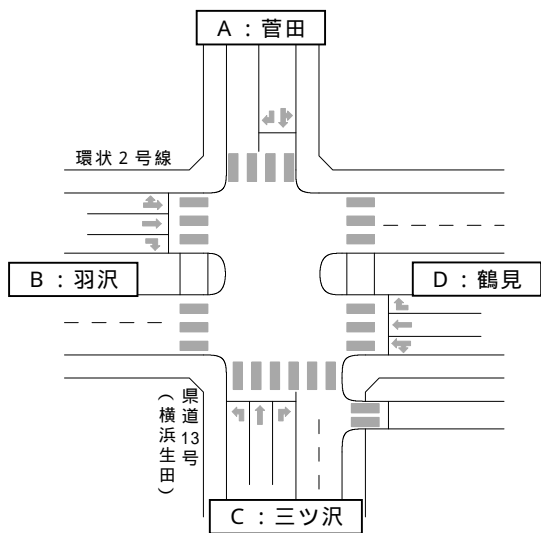 A：菅田
環状2号線
B：羽沢
D：鶴見
県道13号
（横浜生田）
C：三ツ沢